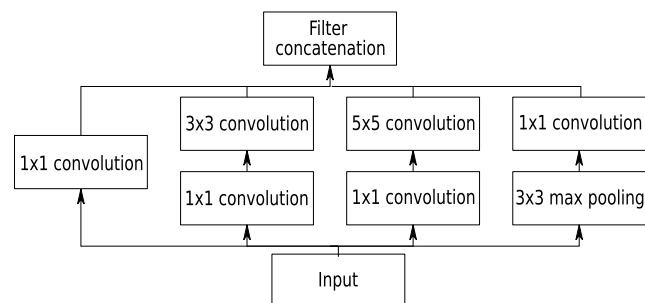 Filter
concatenation
3x3 convolution
5x5 convolution
1x1 convolution
1x1 convolution
1x1 convolution
1x1 convolution
3x3 max pooling
Input